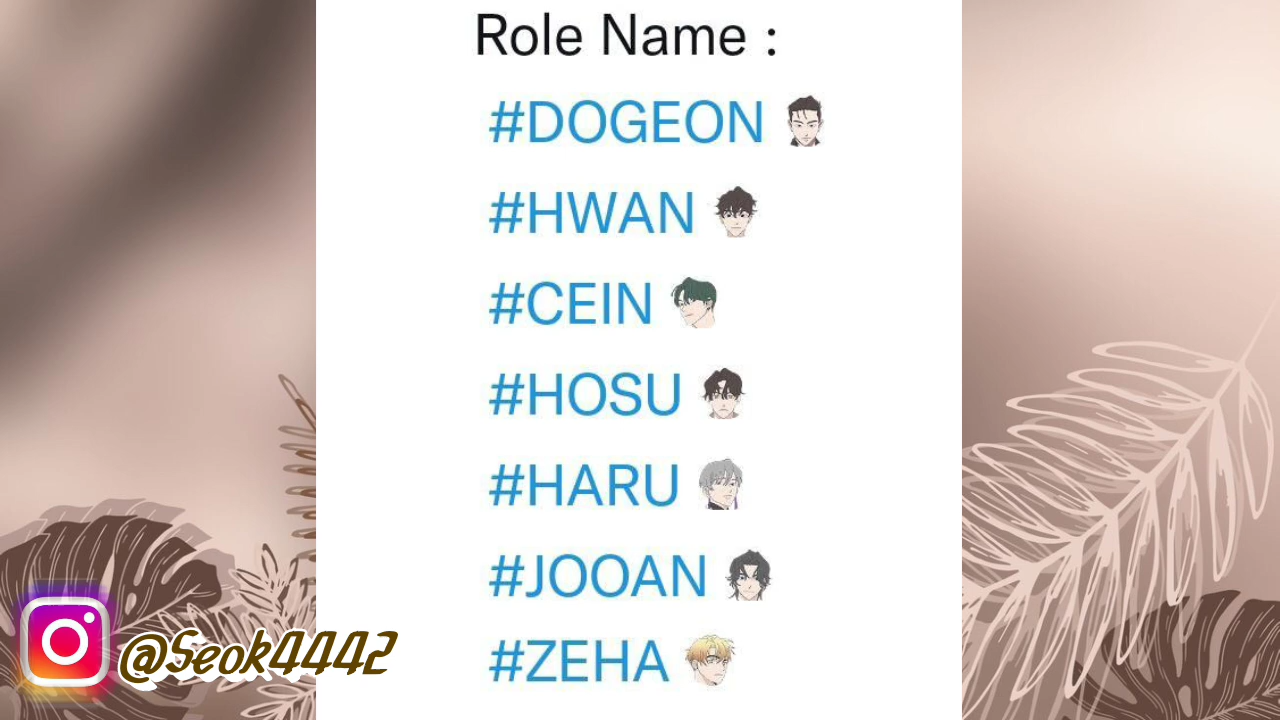 Role Name :
#DOGEON
#HWAN
#CEIN
#HOSU
#HARU
#JOOAN
#ZEHA
@Seok4442